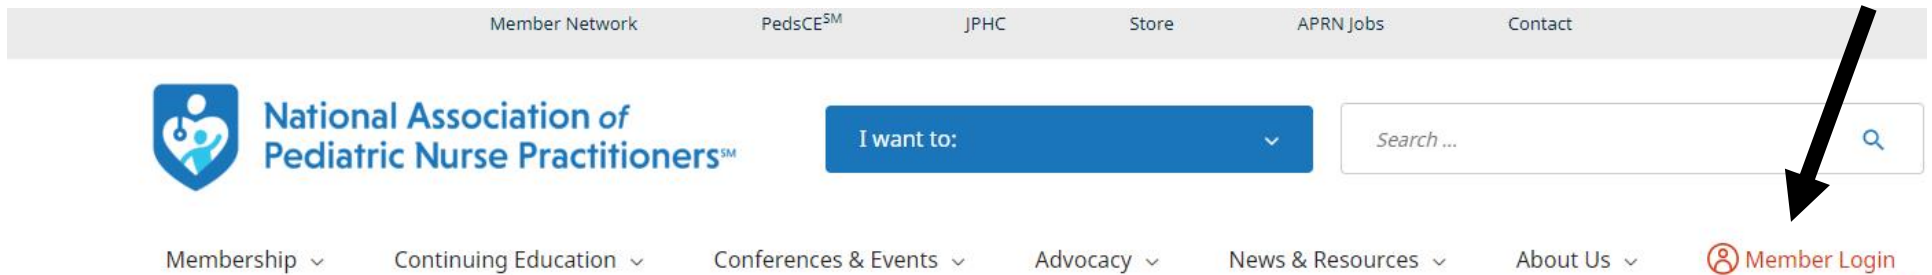 Member Network PedsCE℠ JPHC Store APRN Jobs Contact
National Association of
Pediatric Nurse Practitioners℠
I want to:
Search ...
Membership Continuing Education Conferences & Events Advocacy News & Resources About Us Member Login